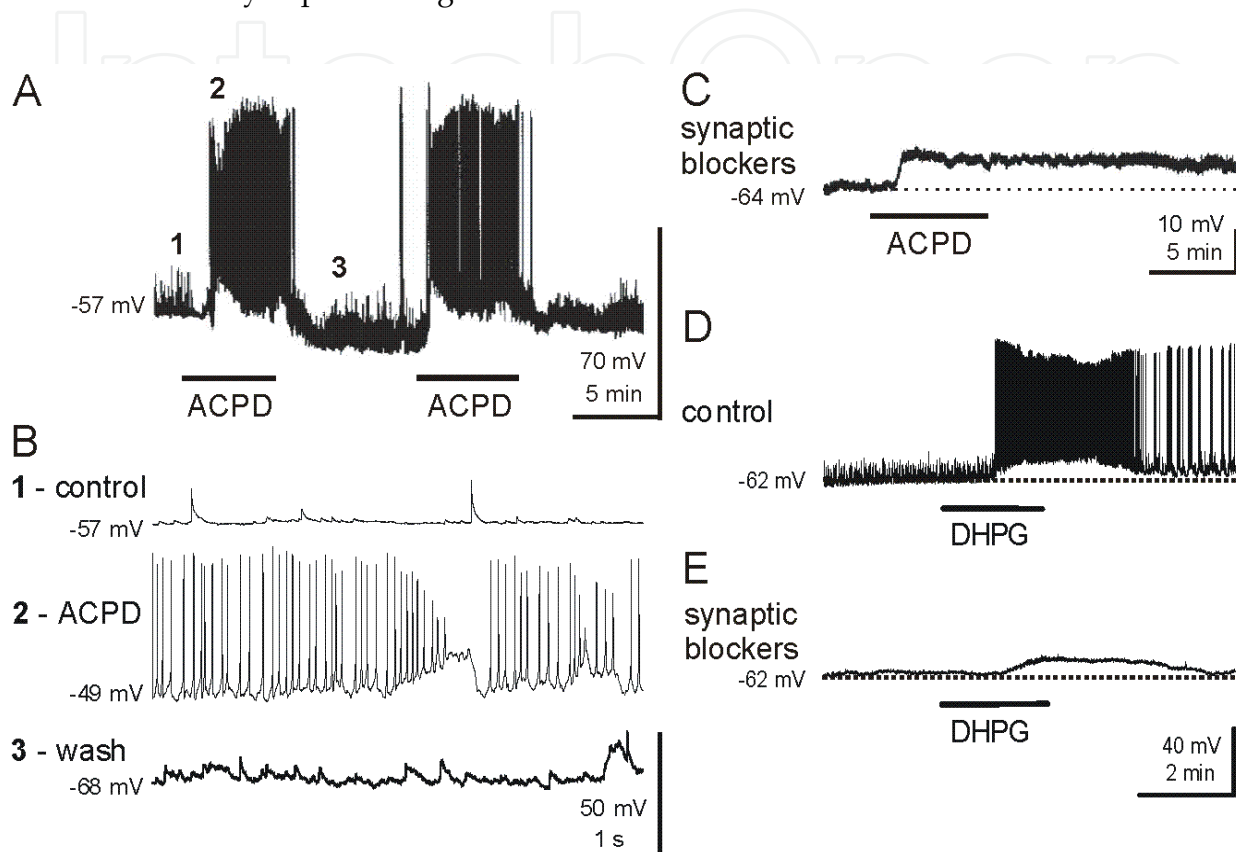 IntechOpen
A
1
2
3
-57 mV
70 mV
5 min
ACPD
ACPD
B
1 - control
-57 mV
2 - ACPD
-49 mV
3 - wash
-68 mV
50 mV
1 s
C
synaptic
blockers
-64 mV
ACPD
10 mV
5 min
D
control
-62 mV
DHPG
E
synaptic
blockers
-62 mV
DHPG
40 mV
2 min